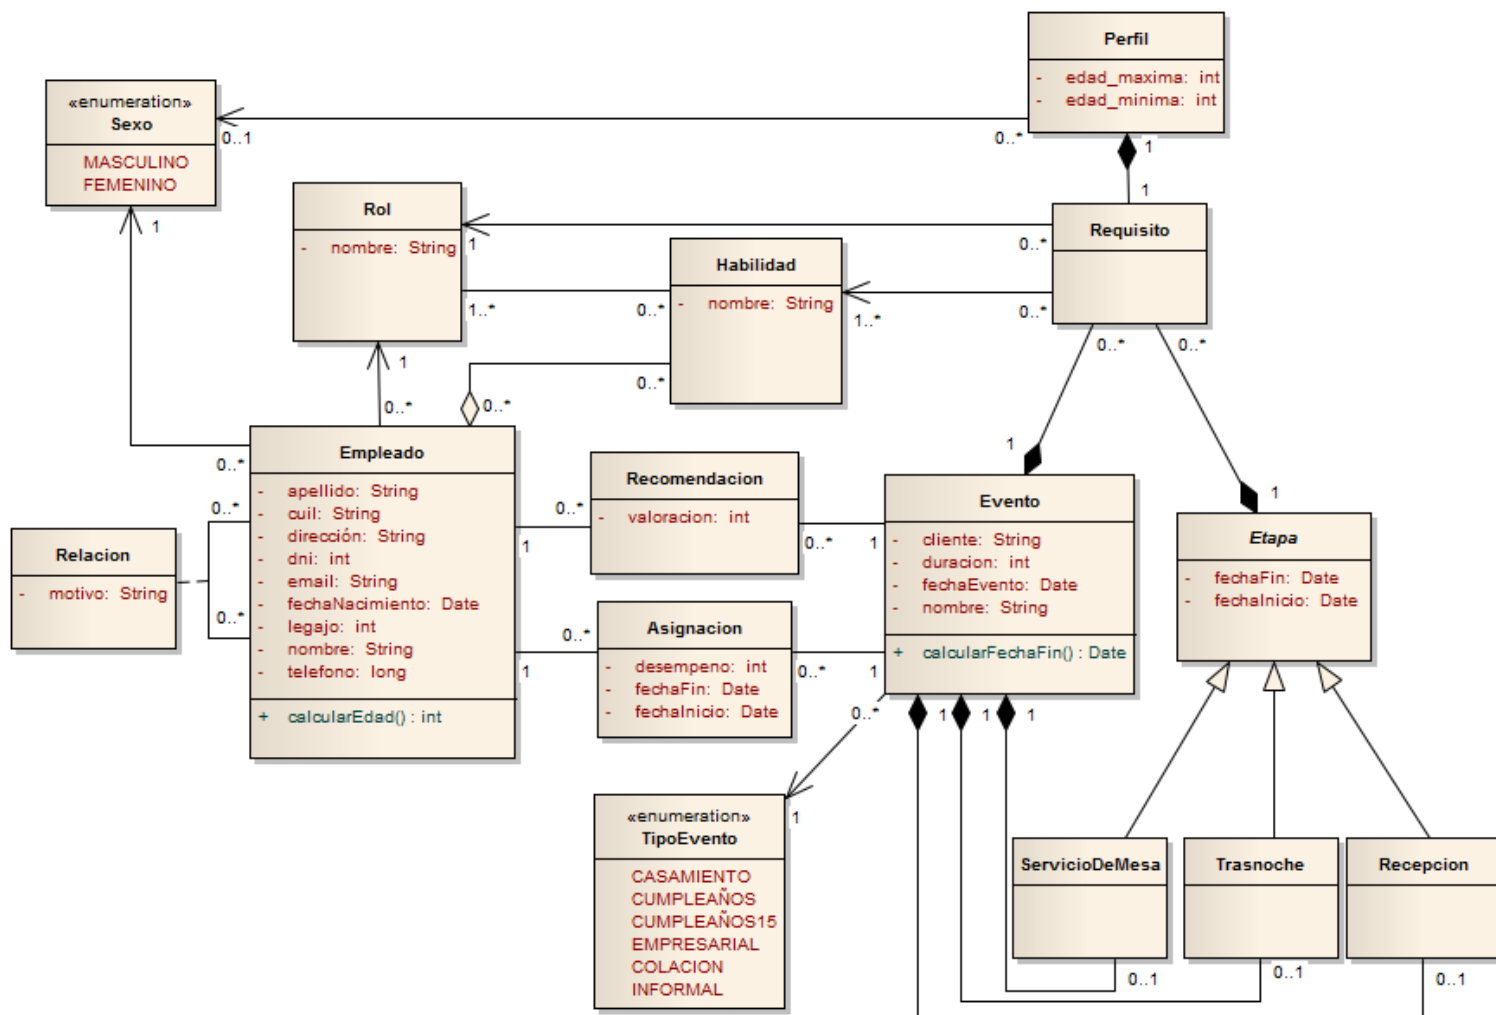 Perfil
- edad_maxima: int
- edad_minima: int
«enumeration»
Sexo
MASCULINO
FEMENINO
0..1
0..*
1
1
1
Rol
- nombre: String
1
0..*
Requisito
Habilidad
- nombre: String
1..*
0..*
1..*
0..*
0..*
0..*
1
0..*
0..*
0..*
Empleado
- apellido: String
- cuil: String
- dirección: String
- dni: int
- email: String
- fechaNacimiento: Date
- legajo: int
- nombre: String
- telefono: long
+ calcularEdad() : int
0..*
0..*
0..*
Relacion
- motivo: String
Recomendacion
- valoracion: int
0..*
1
0..*
1
Asignacion
- desempeno: int
- fechaFin: Date
- fechaInicio: Date
0..*
1
0..*
1
1
Evento
- cliente: String
- duracion: int
- fechaEvento: Date
- nombre: String
+ calcularFechaFin() : Date
1
Etapa
- fechaFin: Date
- fechaInicio: Date
0..*
1
1
1
1
«enumeration»
TipoEvento
CASAMIENTO
CUMPLEAÑOS
CUMPLEAÑOS15
EMPRESARIAL
COLACION
INFORMAL
ServicioDeMesa
Trasnoche
Recepcion
0..1
0..1
0..1